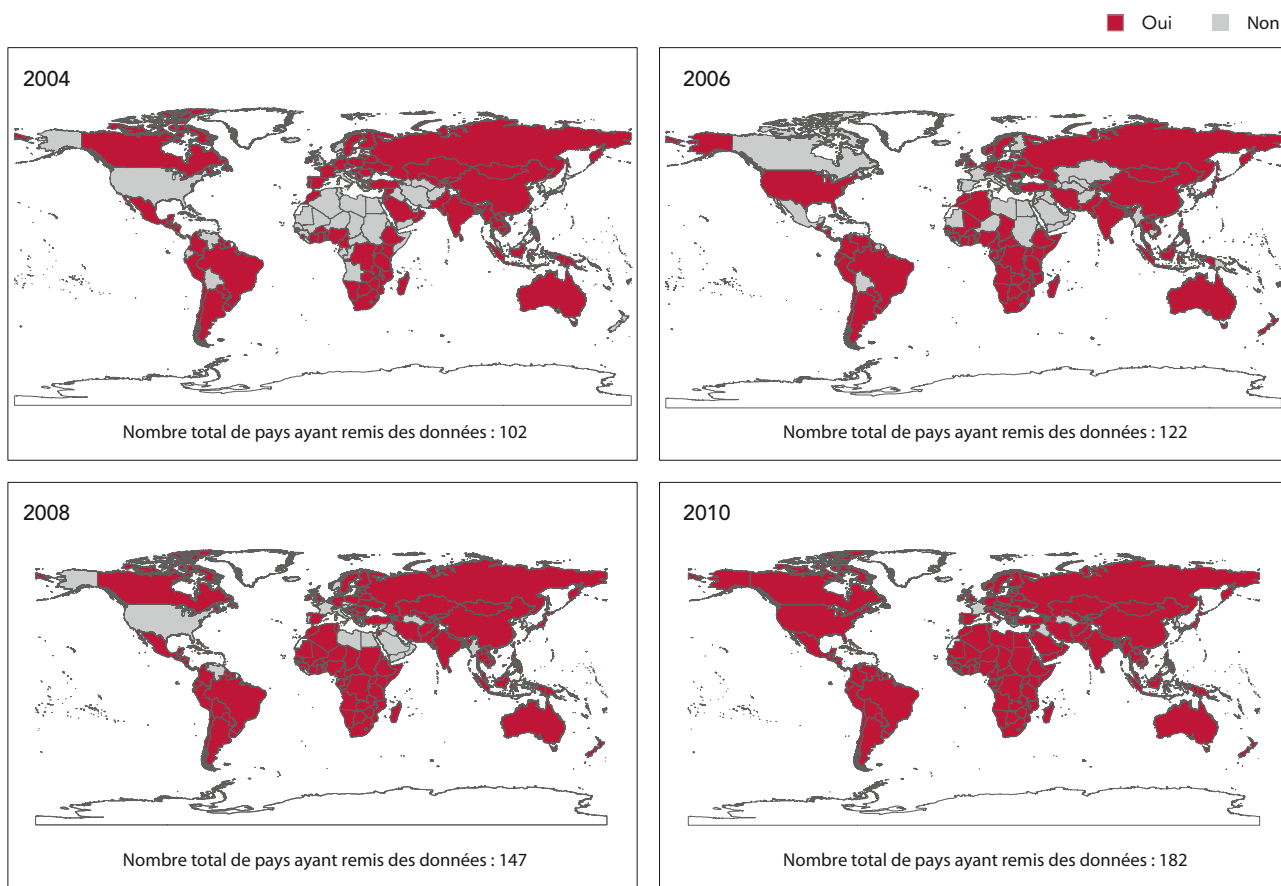 Oui Non
2004
Nombre total de pays ayant remis des données : 102
2006
Nombre total de pays ayant remis des données : 122
2008
Nombre total de pays ayant remis des données : 147
2010
Nombre total de pays ayant remis des données : 182